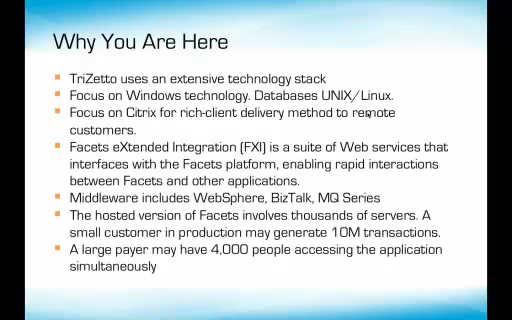 Why You Are Here
TriZetto uses an extensive technology stack
Focus on Windows technology. Databases UNIX/Linux.
Focus on Citrix for rich-client delivery method to remote
customers.
Facets eXtended Integration (FXI) is a suite of Web services that
interfaces with the Facets platform, enabling rapid interactions
between Facets and other applications.
Middleware includes WebSphere, BizTalk, MQ Series
The hosted version of Facets involves thousands of servers. A
small customer in production may generate 10M transactions.
A large payer may have 4,000 people accessing the application
simultaneously